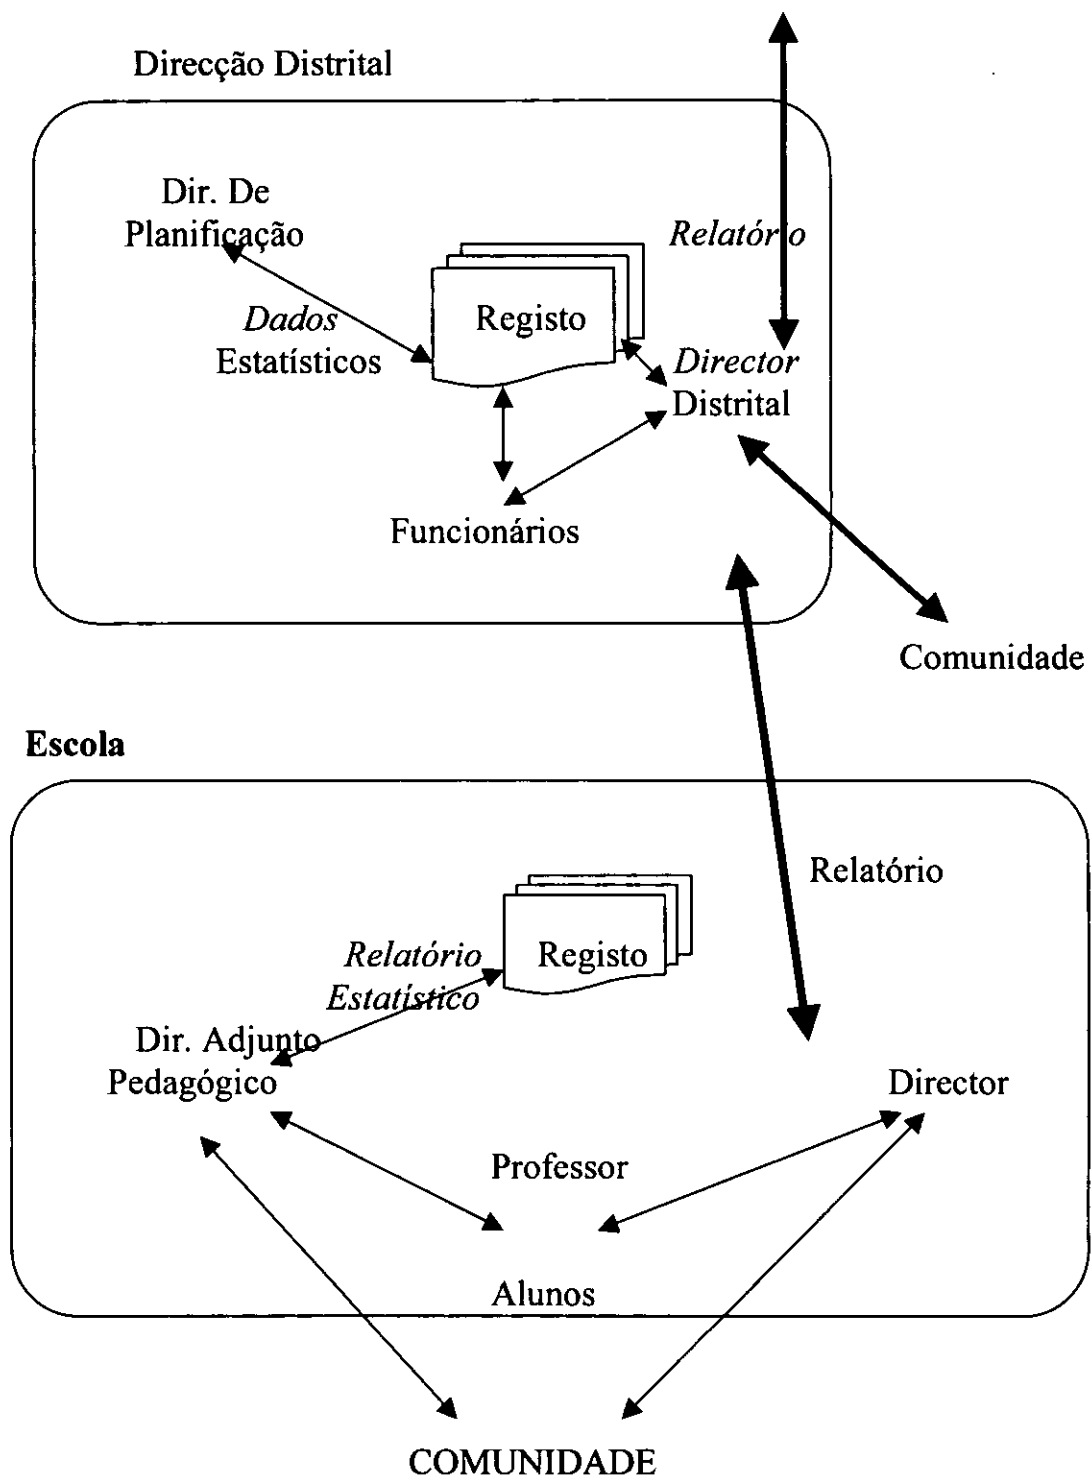 Direcção Distrital
Dir. De
Planificação
Relatório
Registo
Dados
Estatísticos
Director
Distrital
Funcionários
Comunidade
Escola
Relatório
Registo
Relatório
Estatístico
Dir. Adjunto
Pedagógico
Director
Professor
Alunos
COMUNIDADE